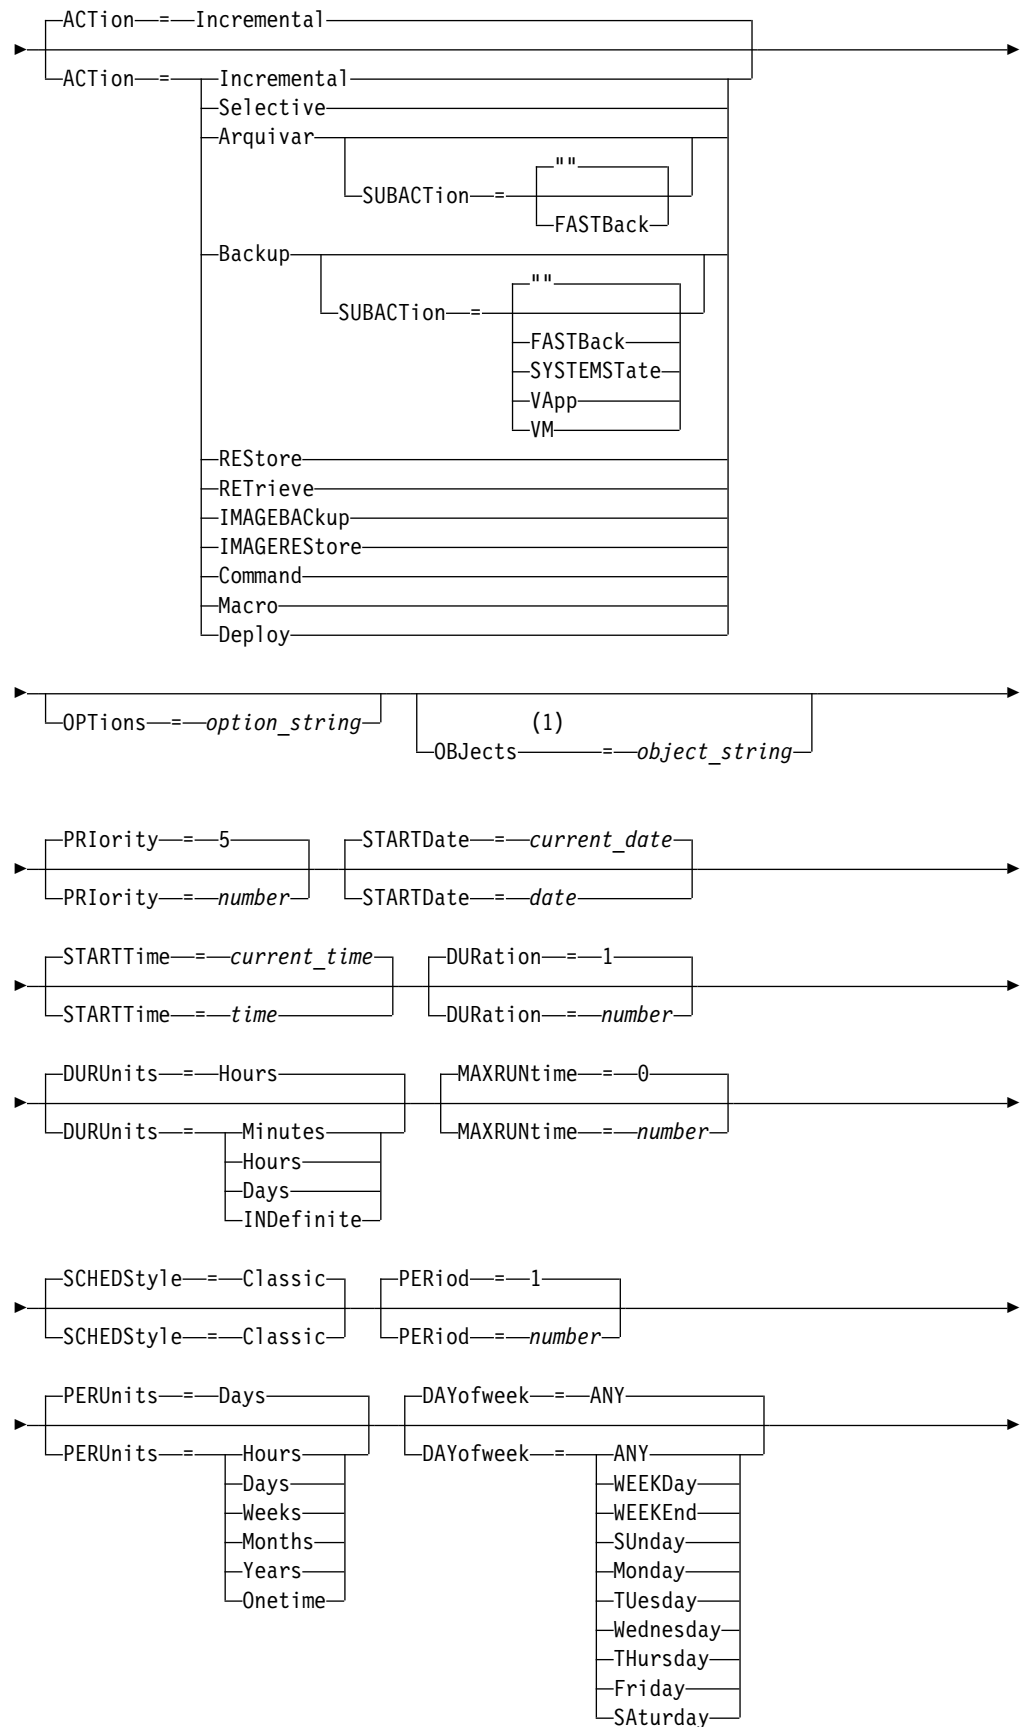 ACTion = Incremental
ACTion = Incremental
Selective
Arquivar
""
SUBACTion =
FASTBack
Backup
""
SUBACTion =
FASTBack
SYSTEMSTate
VApp
VM
REStore
RETrieve
IMAGEBACkup
IMAGEREStore
Command
Macro
Deploy
OPTions = option_string
(1)
OBJects = object_string
PRIority = 5 STARTDate = current_date
PRIority = number STARTDate = date
STARTTime = current_time DURation = 1
STARTTime = time DURation = number
DURUnits = Hours MAXRUNtime = 0
DURUnits = Minutes MAXRUNtime = number
Hours
Days
INDefinite
SCHEDStyle = Classic PERiod = 1
SCHEDStyle = Classic PERiod = number
PERUnits = Days DAYofweek = ANY
PERUnits = Hours DAYofweek = ANY
Days WEEKDay
Weeks WEEKEnd
Months SUnday
Years Monday
Onetime TUesday
Wednesday
THursday
Friday
SAturday